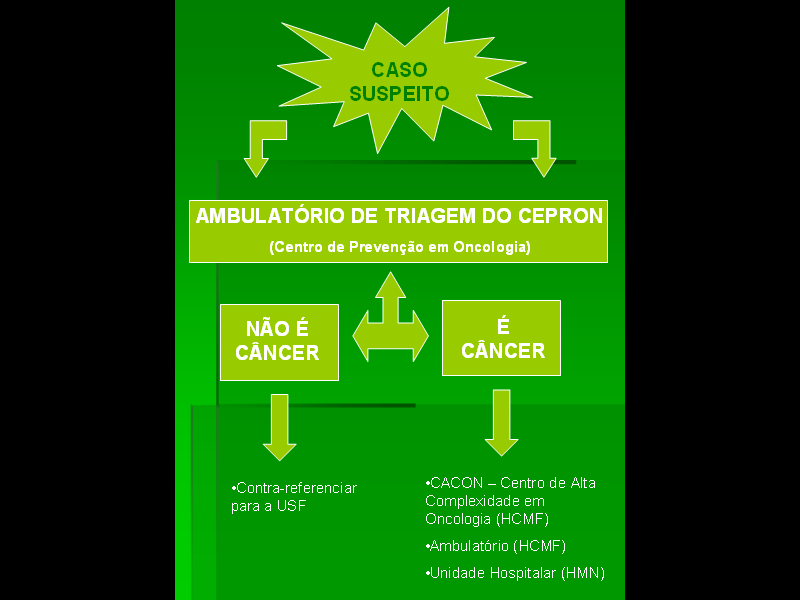 CASO
SUSPEITO
AMBULATÓRIO DE TRIAGEM DO CEPRON
(Centro de Prevenção em Oncologia)
NÃO É
CÂNCER
É
CÂNCER
•Contra-referenciar
para a USF
•CACON – Centro de Alta
Complexidade em
Oncologia (HCMF)
•Ambulatório (HCMF)
•Unidade Hospitalar (HMN)